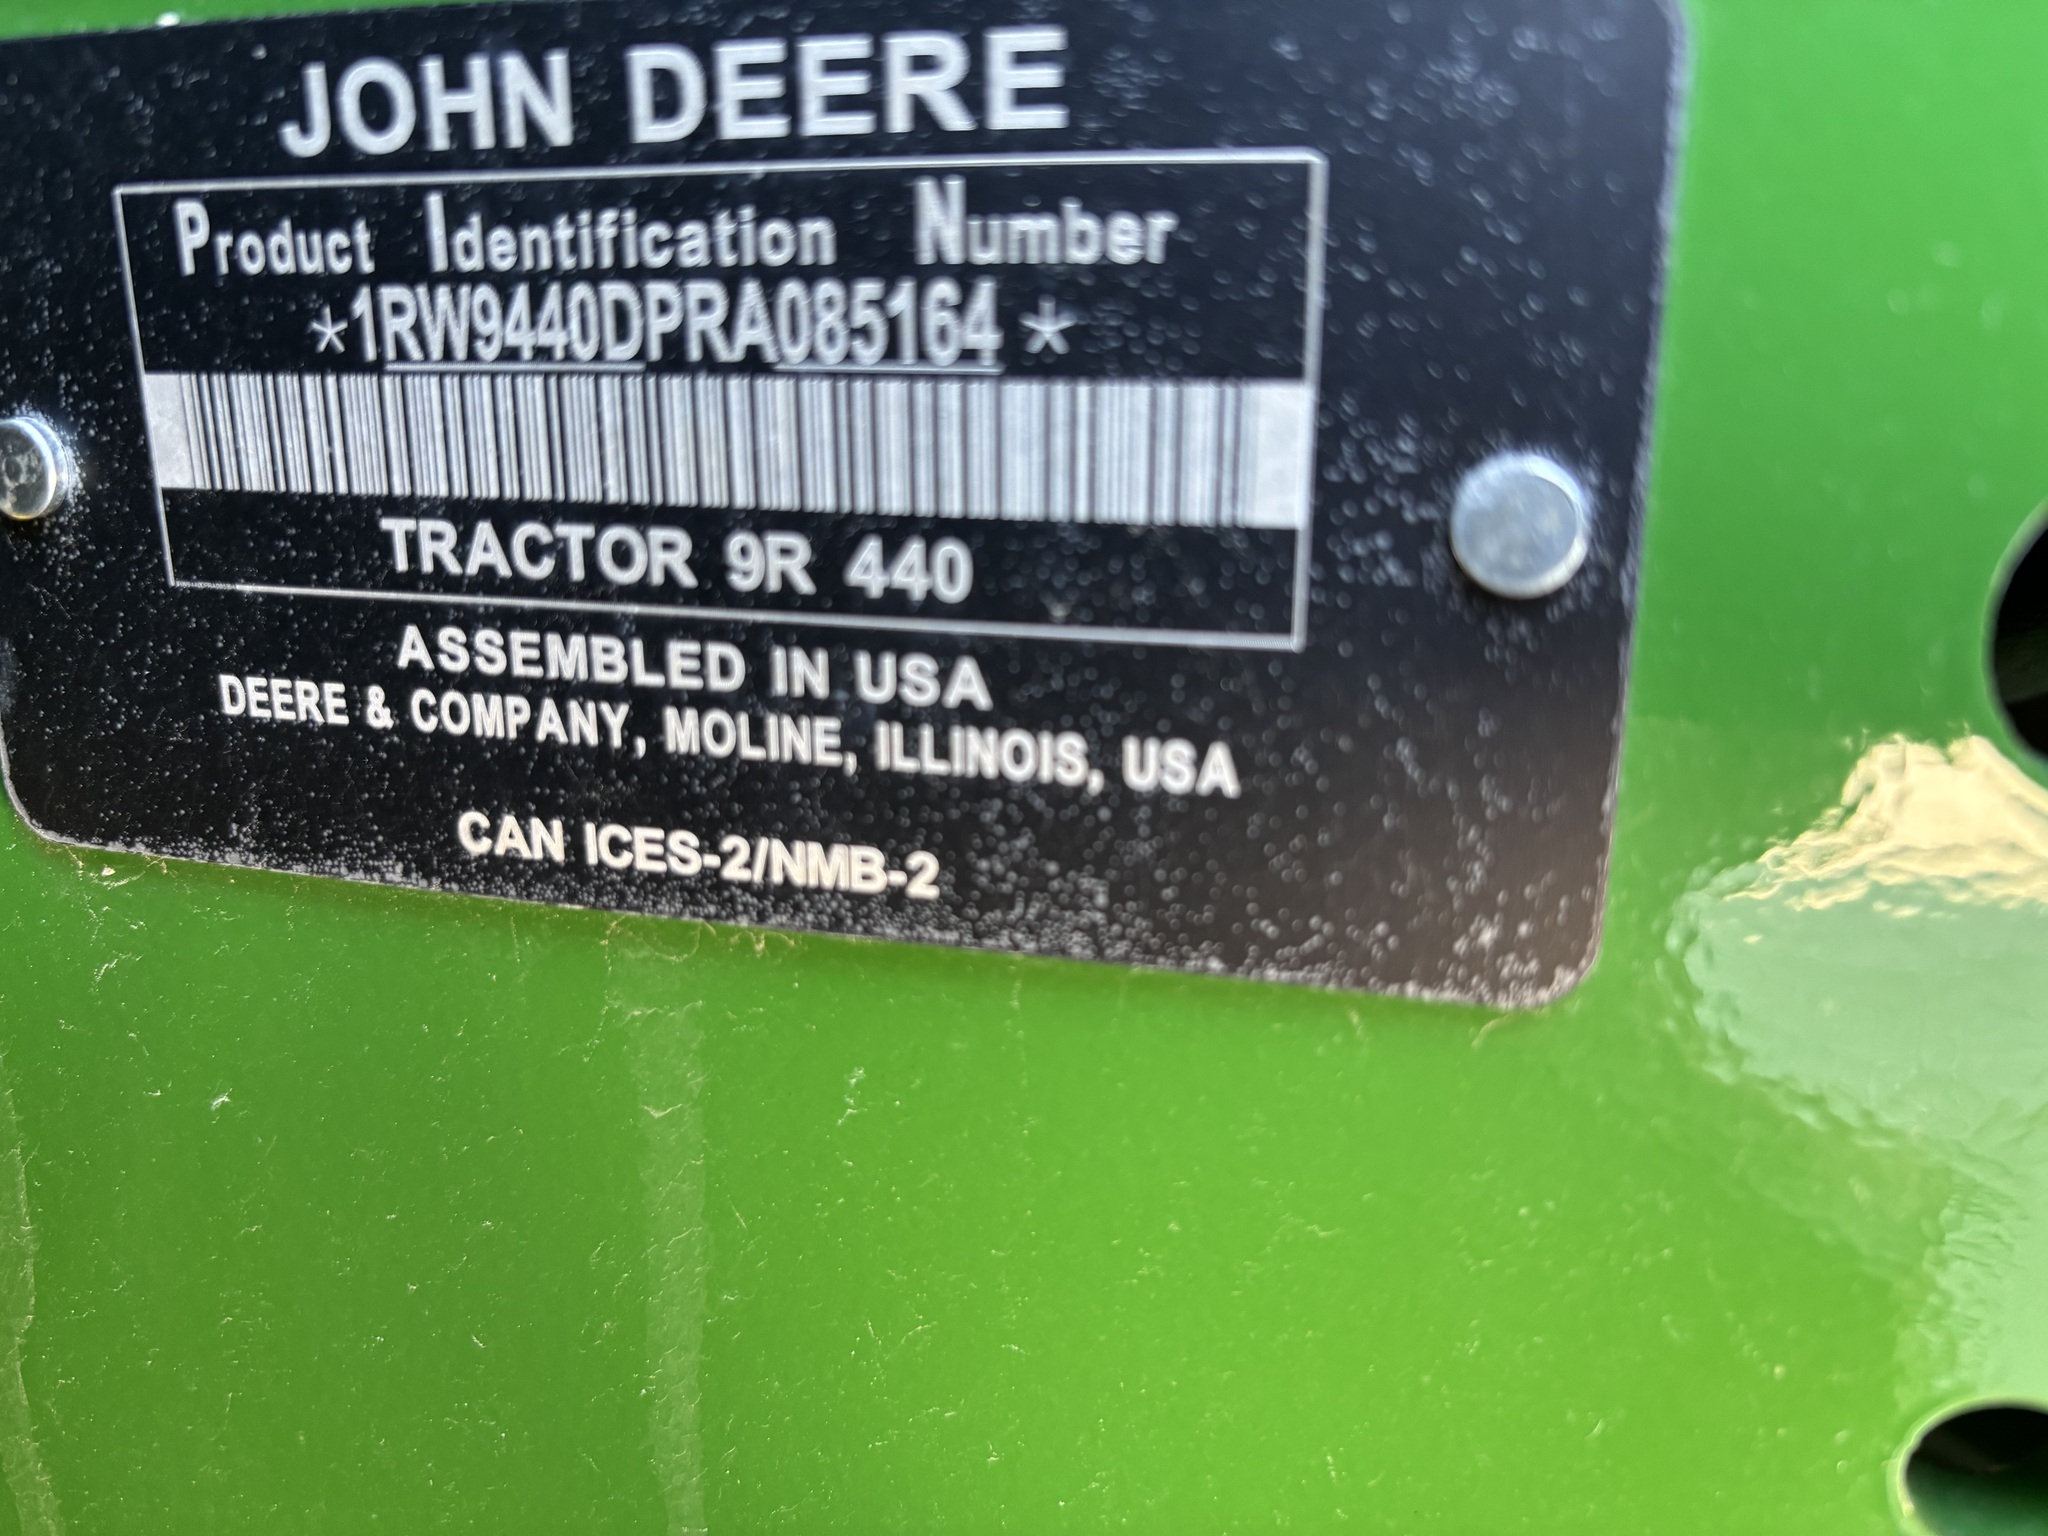 JOHN DEERE
Product Identification Number
*1RW9440DPRA085164*
TRACTOR 9R 440
ASSEMBLED IN USA
DEERE & COMPANY, MOLINE, ILLINOIS, USA
CAN ICES-2/NMB-2